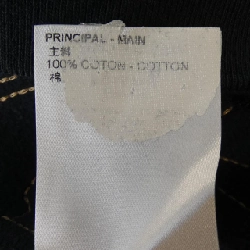 PRINCIPAL - MAIN
主料
100% COTON - COTTON
棉